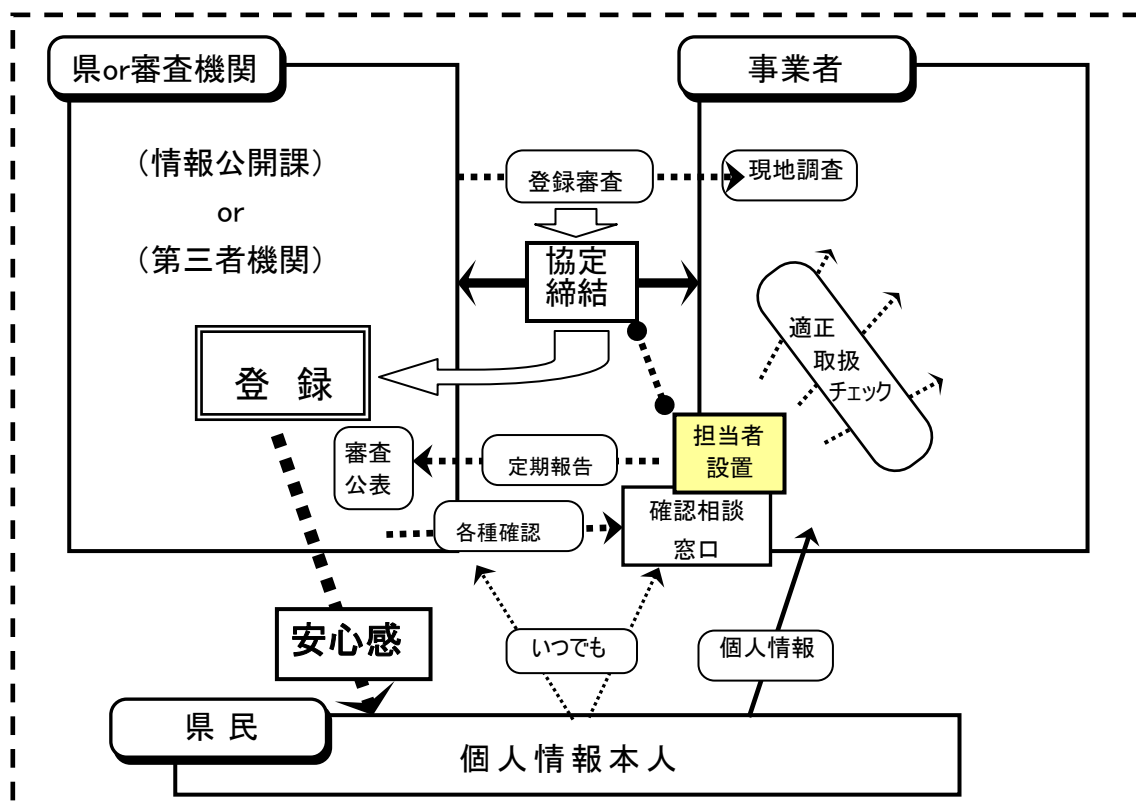 県or審査機関
事業者
(情報公開課)
or
(第三者機関)
登録審査
現地調査
協定
締結
適正
取扱
チェック
登 録
担当者
設置
審査
公表
定期報告
確認相談
窓口
各種確認
安心感
いつでも
個人情報
県 民
個人情報本人